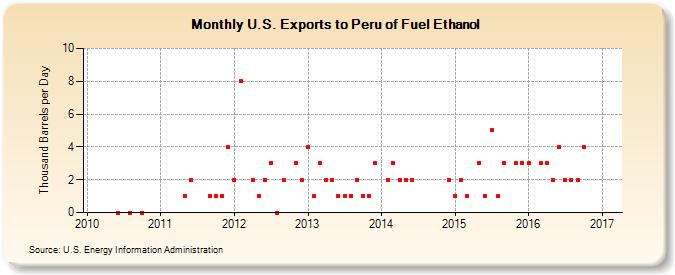 Monthly U.S. Exports to Peru of Fuel Ethanol
Thousand Barrels per Day
10
8
6
4
2
0
2010 2011 2012 2013 2014 2015 2016 2017
Source: U.S. Energy Information Administration